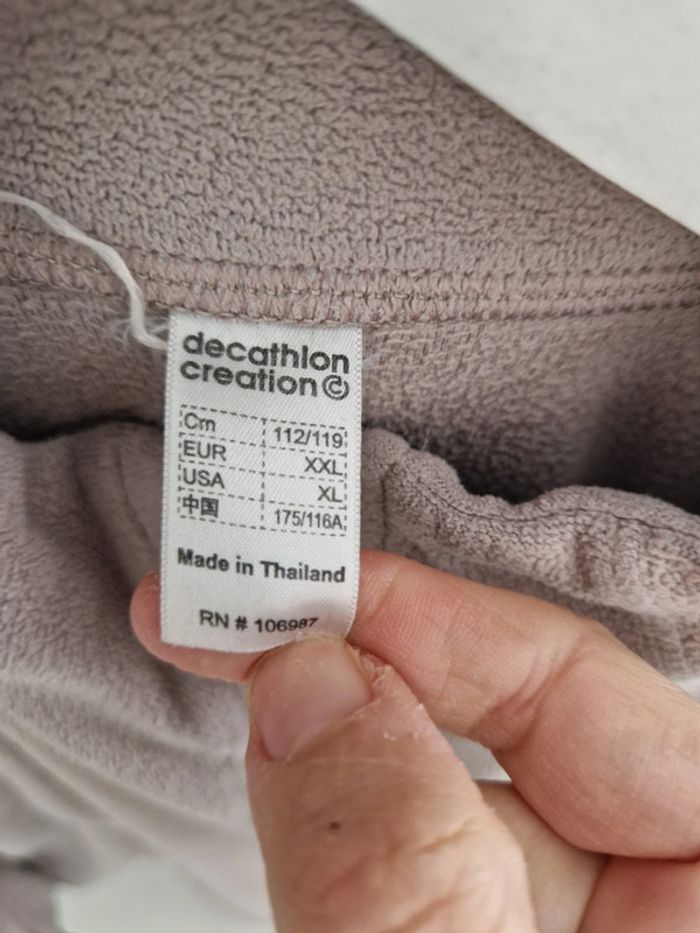 decathlon
creation
Cm 112/119
EUR XXL
USA XL
中国 175/116A
Made in Thailand
RN # 106987